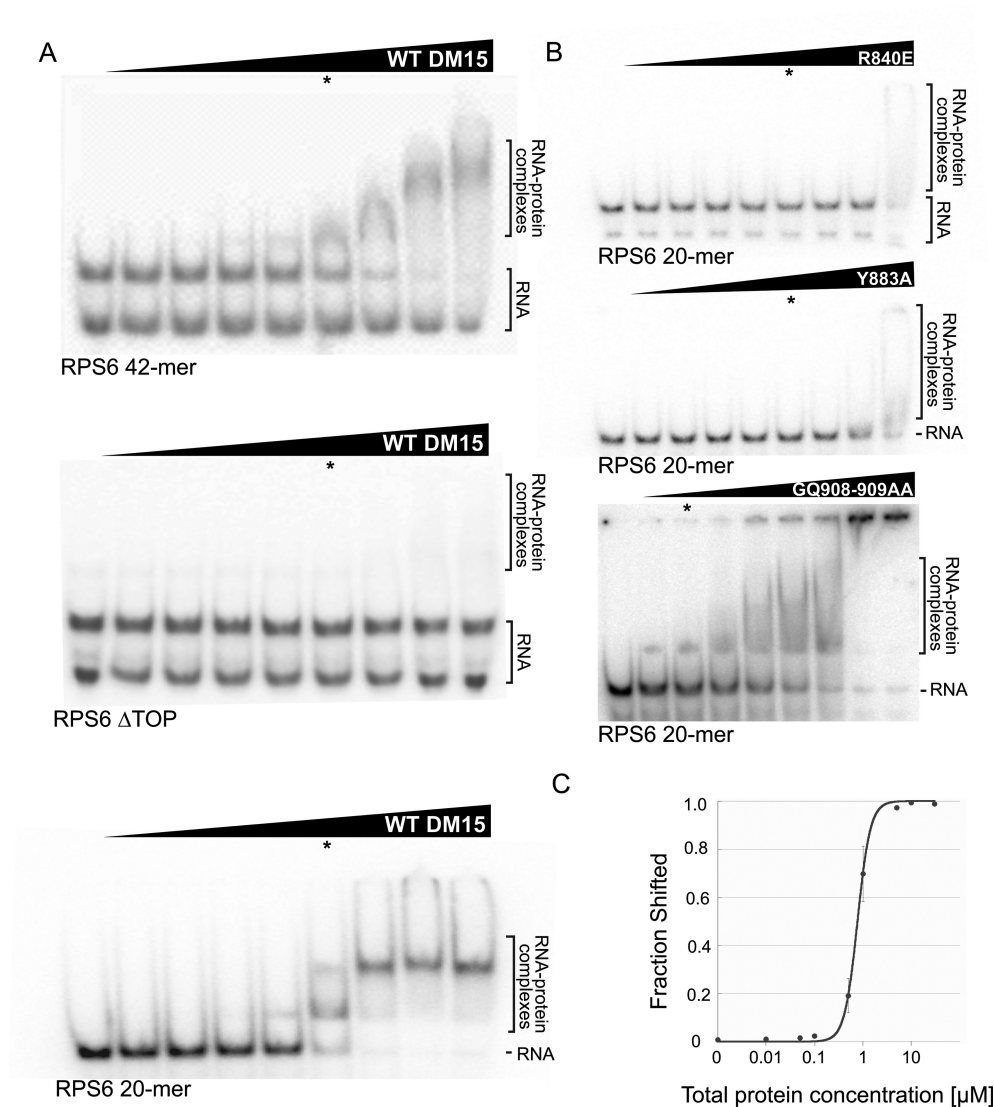 A
WT DM15
*
RNA-protein
complexes
RNA
RPS6 42-mer
WT DM15
*
RNA-protein
complexes
RNA
RPS6 ΔTOP
WT DM15
*
RNA-protein
complexes
- RNA
RPS6 20-mer
B
R840E
*
RNA-protein
complexes
RNA
RPS6 20-mer
Y883A
*
RNA-protein
complexes
-RNA
RPS6 20-mer
GQ908-909AA
*
RNA-protein
complexes
-RNA
RPS6 20-mer
C
Fraction Shifted
1.0
0.8
0.6
0.4
0.2
0
0 0.01 0.1 1 10
Total protein concentration [µM]